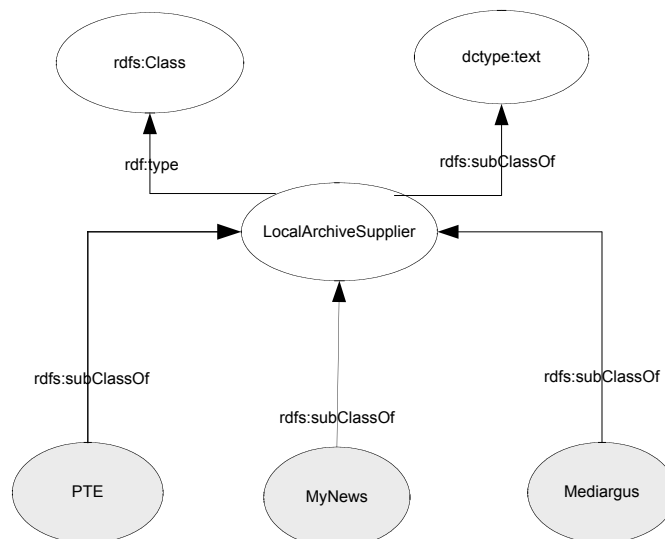 rdfs:Class
dctype:text
rdf:type
rdfs:subClassOf
LocalArchiveSupplier
rdfs:subClassOf
rdfs:subClassOf
rdfs:subClassOf
PTE
MyNews
Mediargus